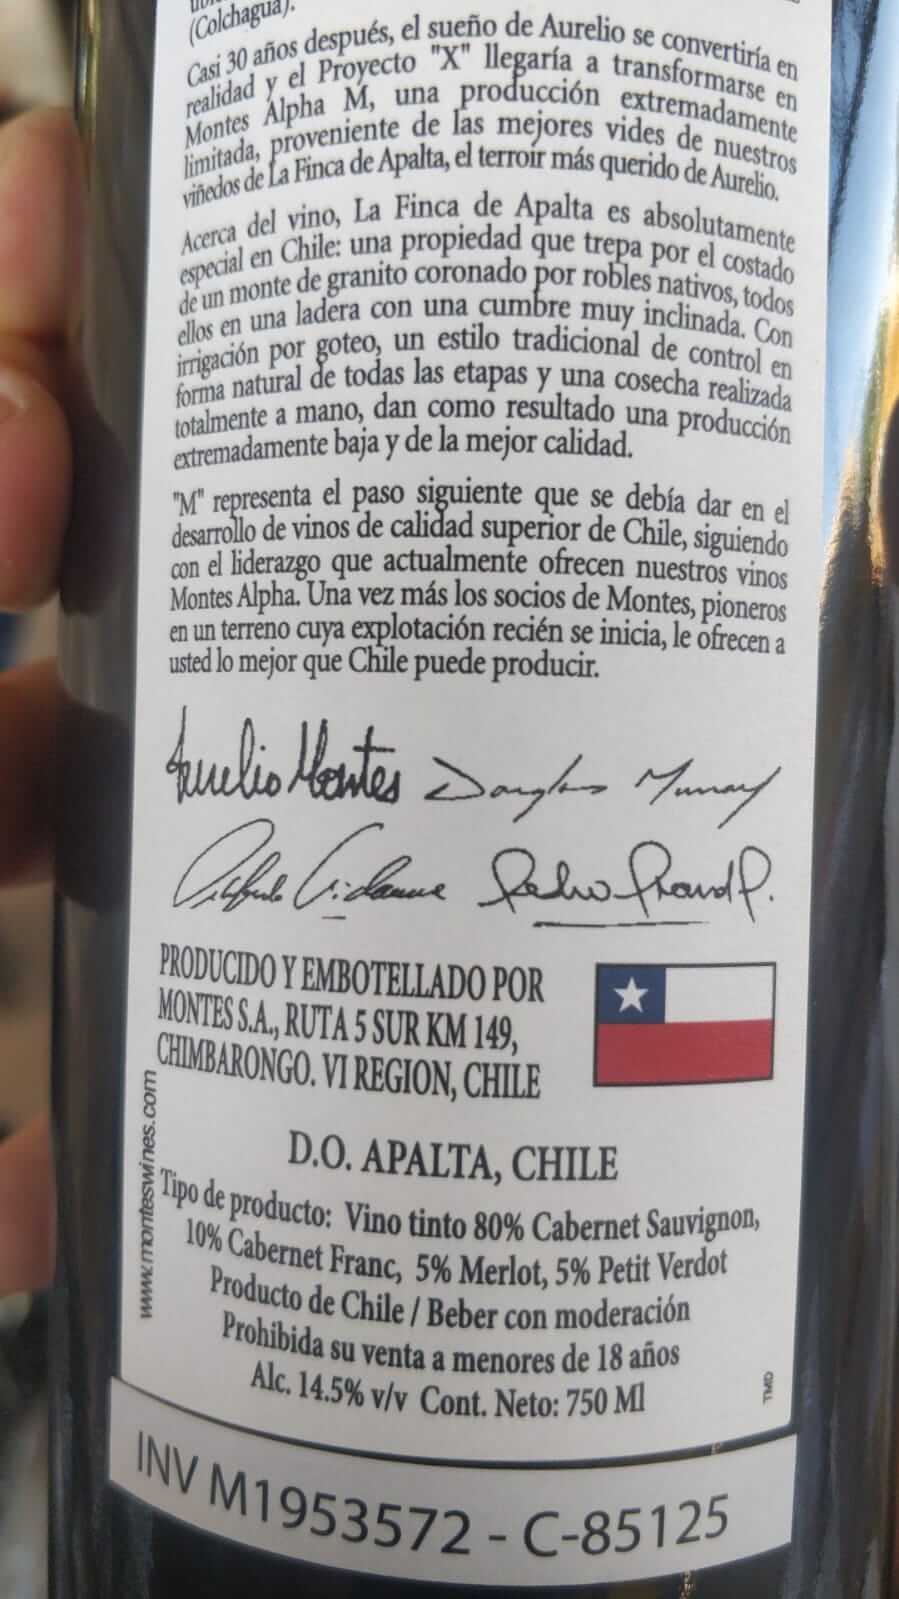 (Colchagua).
Casi 30 años después, el sueño de Aurelio se convertiría en
realidad y el Proyecto "X" llegaría a transformarse en
Montes Alpha M, una producción extremadamente
limitada, proveniente de las mejores vides de nuestros
viñedos de La Finca de Apalta, el terroir más querido de Aurelio.
Acerca del vino, La Finca de Apalta es absolutamente
especial en Chile: una propiedad que trepa por el costado
de un monte de granito coronado por robles nativos, todos
ellos en una ladera con una cumbre muy inclinada. Con
irrigación por goteo, un estilo tradicional de control en
forma natural de todas las etapas y una cosecha realizada
totalmente a mano, dan como resultado una producción
extremadamente baja y de la mejor calidad.
"M" representa el paso siguiente que se debía dar en el
desarrollo de vinos de calidad superior de Chile, siguiendo
con el liderazgo que actualmente ofrecen nuestros vinos
Montes Alpha. Una vez más los socios de Montes, pioneros
en un terreno cuya explotación recién se inicia, le ofrecen a
usted lo mejor que Chile puede producir.
Aurelio Montes Douglas Murray
Pedro Grand P.
PRODUCIDO Y EMBOTELLADO POR
MONTES S.A., RUTA 5 SUR KM 149,
CHIMBARONGO. VI REGION, CHILE
www.monteswines.com
D.O. APALTA, CHILE
Tipo de producto: Vino tinto 80% Cabernet Sauvignon,
10% Cabernet Franc, 5% Merlot, 5% Petit Verdot
Producto de Chile / Beber con moderación
Prohibida su venta a menores de 18 años
Alc. 14.5% v/v Cont. Neto: 750 Ml
TMD
INV M1953572 - C-85125